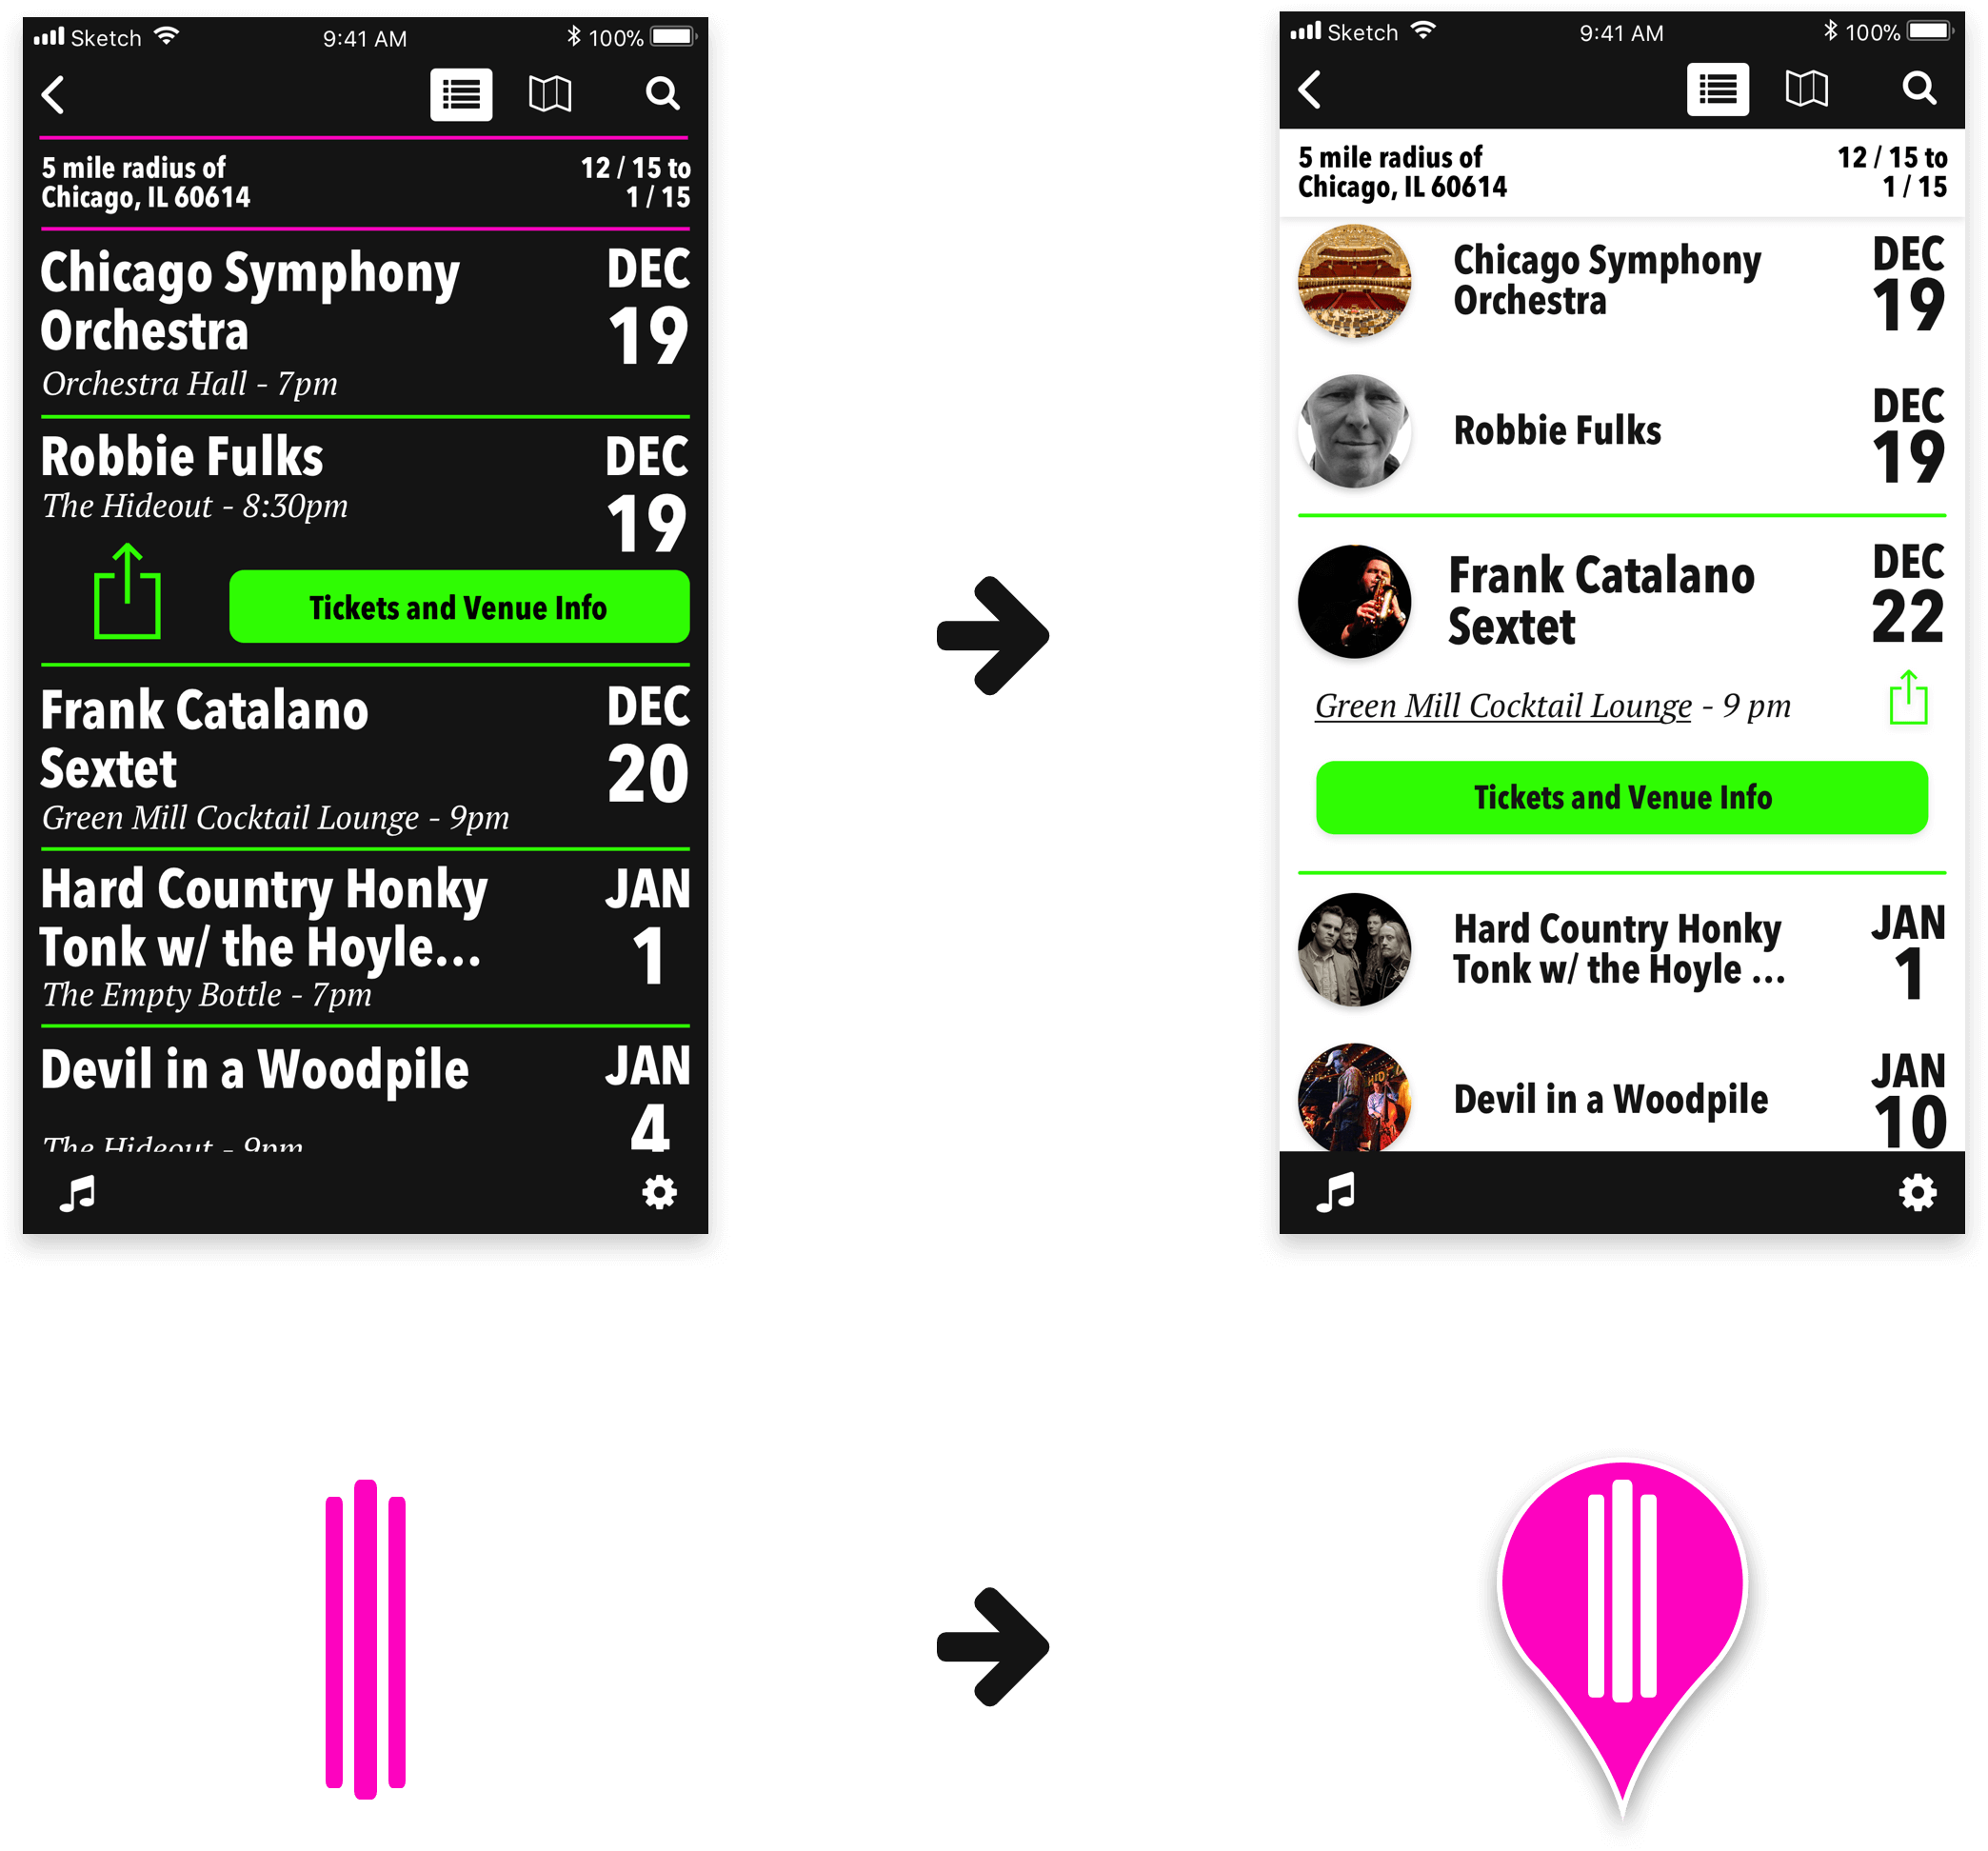 Sketch 9:41 AM 100%
5 mile radius of 12 / 15 to
Chicago, IL 60614 1 / 15
Chicago Symphony DEC
Orchestra 19
Orchestra Hall - 7pm
Robbie Fulks DEC
The Hideout - 8:30pm 19
Tickets and Venue Info
Frank Catalano DEC
Sextet 20
Green Mill Cocktail Lounge - 9pm
Hard Country Honky JAN
Tonk w/ the Hoyle... 1
The Empty Bottle - 7pm
Devil in a Woodpile JAN
The Hideout - 9pm 4
Sketch 9:41 AM 100%
5 mile radius of 12 / 15 to
Chicago, IL 60614 1 / 15
Chicago Symphony DEC
Orchestra 19
Robbie Fulks DEC
19
Frank Catalano DEC
Sextet 22
Green Mill Cocktail Lounge - 9 pm
Tickets and Venue Info
Hard Country Honky JAN
Tonk w/ the Hoyle ... 1
Devil in a Woodpile JAN
10